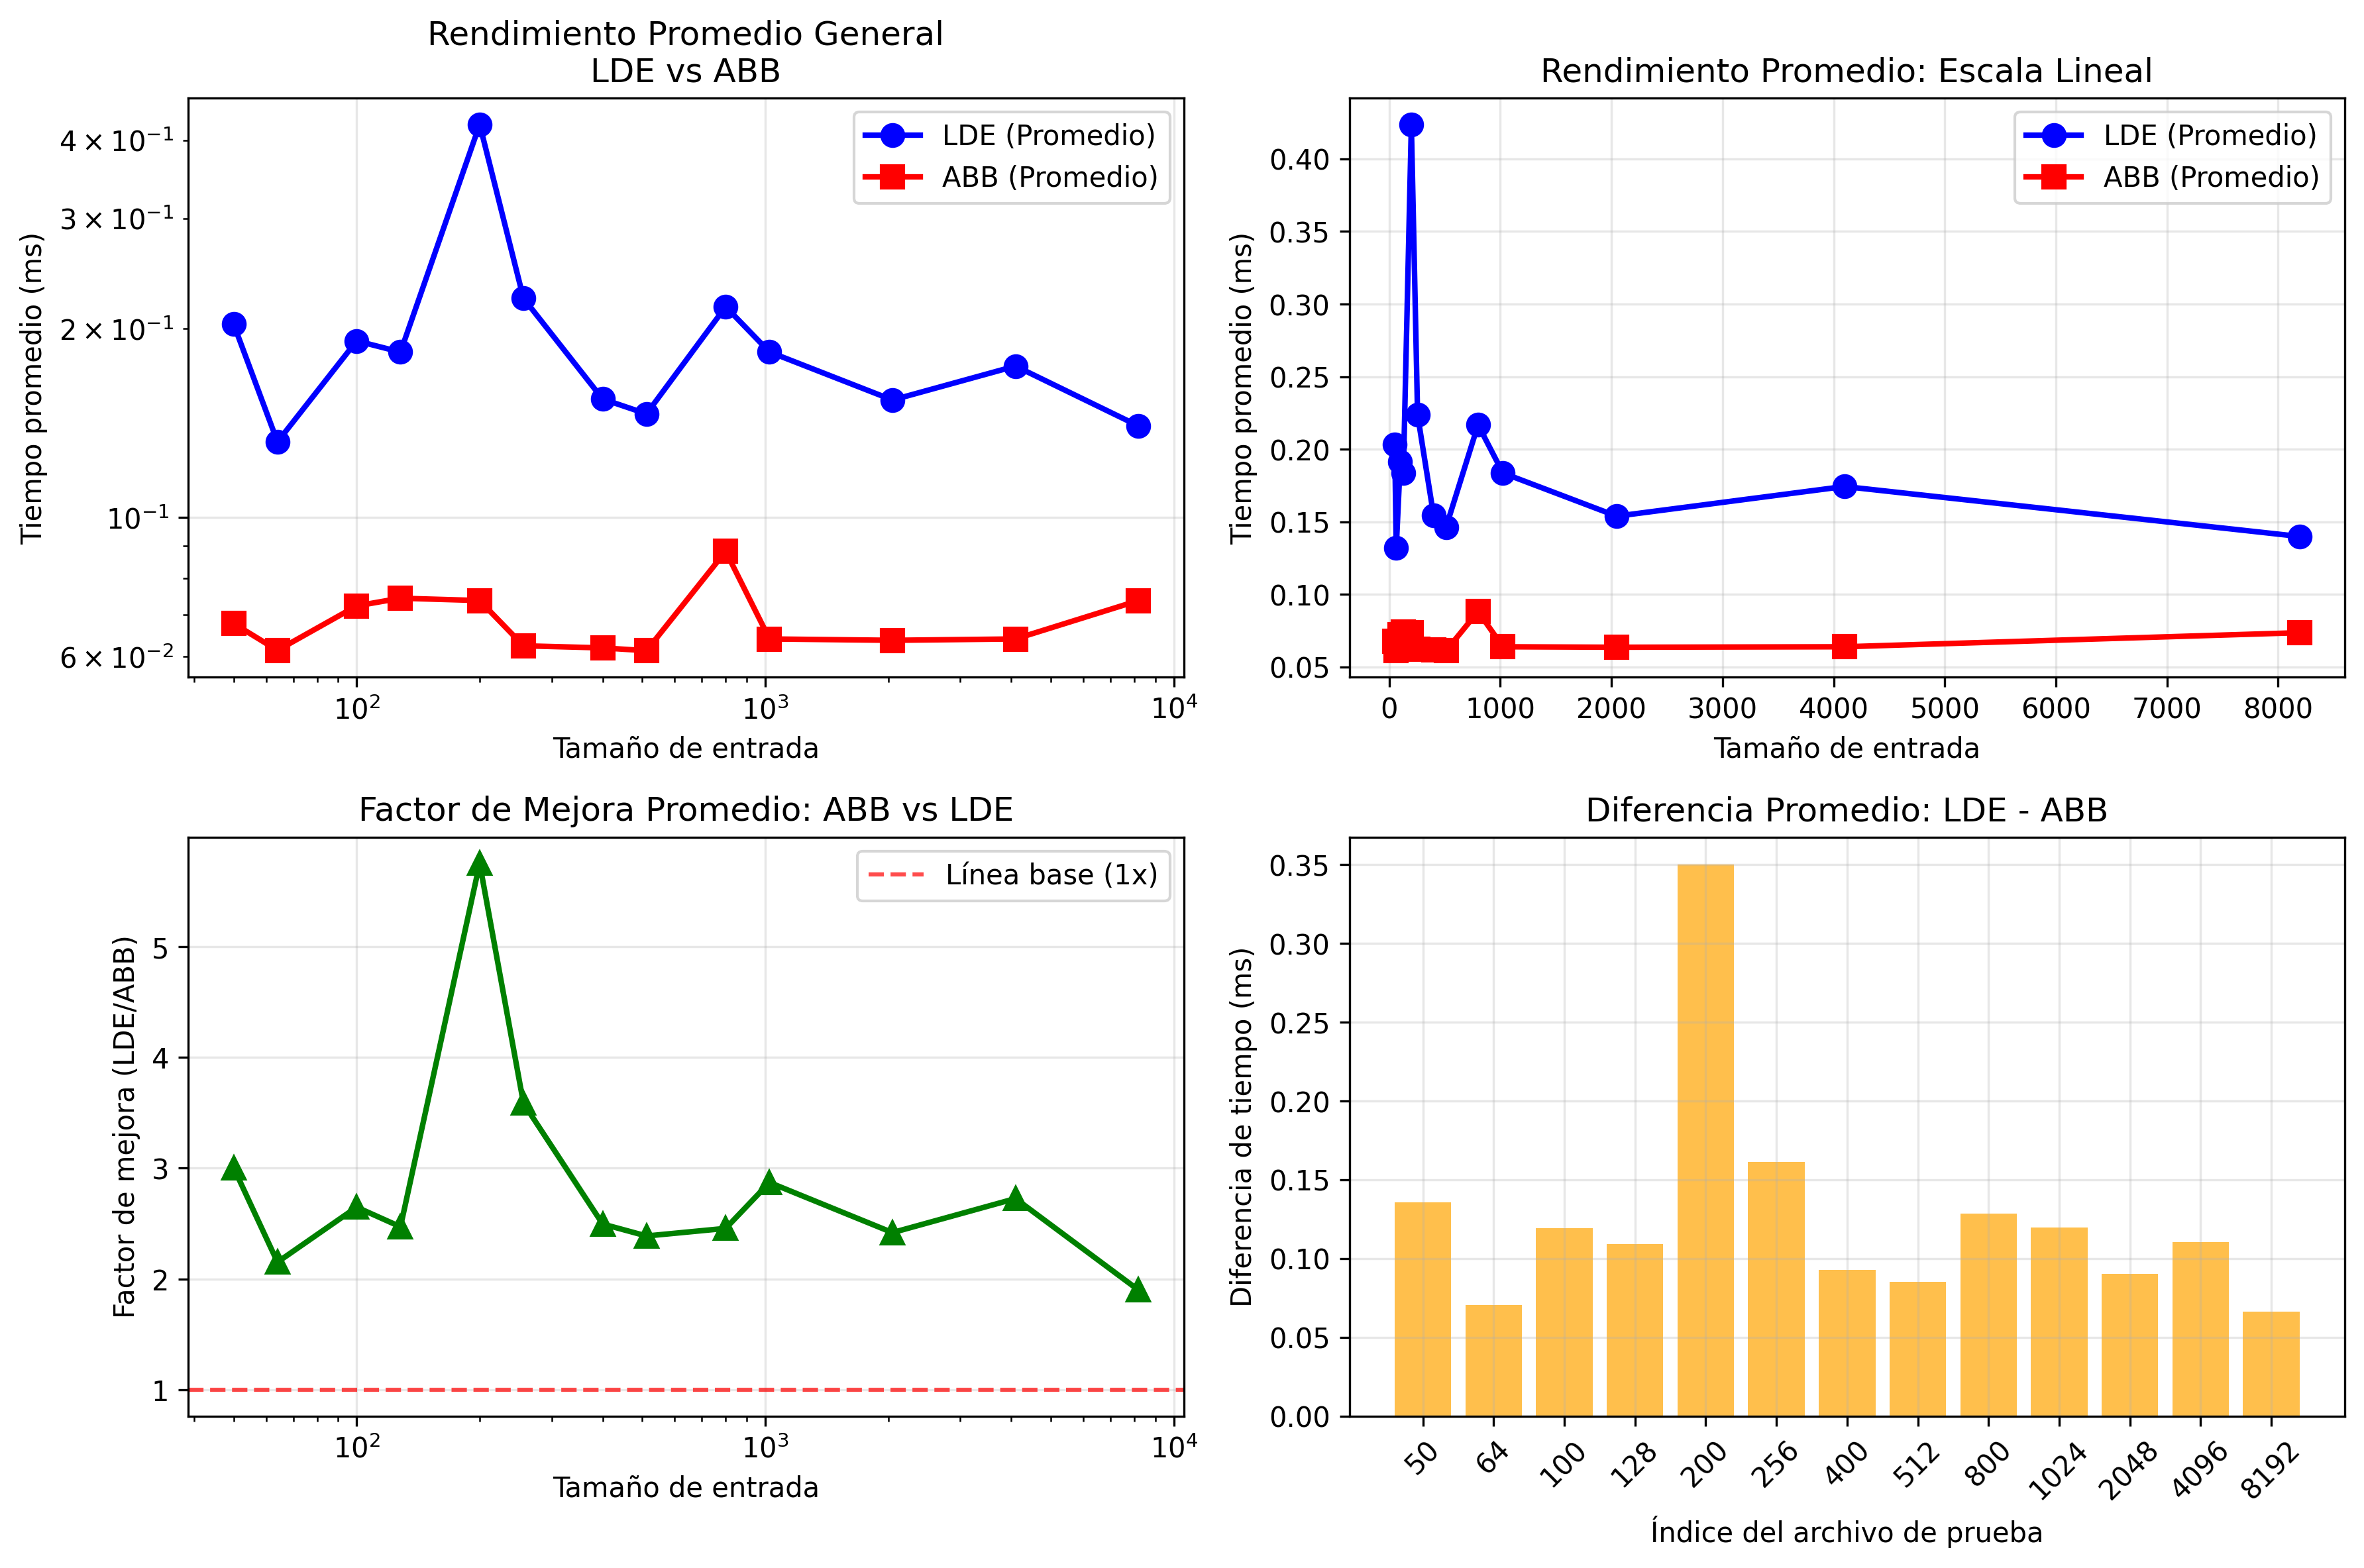 Rendimiento Promedio General
LDE vs ABB
4 × 10⁻¹
3 × 10⁻¹
2 × 10⁻¹
10⁻¹
6 × 10⁻²
Tiempo promedio (ms)
LDE (Promedio)
ABB (Promedio)
10² 10³ 10⁴
Tamaño de entrada
Rendimiento Promedio: Escala Lineal
0.40
0.35
0.30
0.25
0.20
0.15
0.10
0.05
Tiempo promedio (ms)
LDE (Promedio)
ABB (Promedio)
0 1000 2000 3000 4000 5000 6000 7000 8000
Tamaño de entrada
Factor de Mejora Promedio: ABB vs LDE
5
4
3
2
1
Factor de mejora (LDE/ABB)
Línea base (1x)
10² 10³ 10⁴
Tamaño de entrada
Diferencia Promedio: LDE - ABB
0.35
0.30
0.25
0.20
0.15
0.10
0.05
0.00
Diferencia de tiempo (ms)
50 64 100 128 200 256 400 512 800 1024 2048 4096 8192
Índice del archivo de prueba